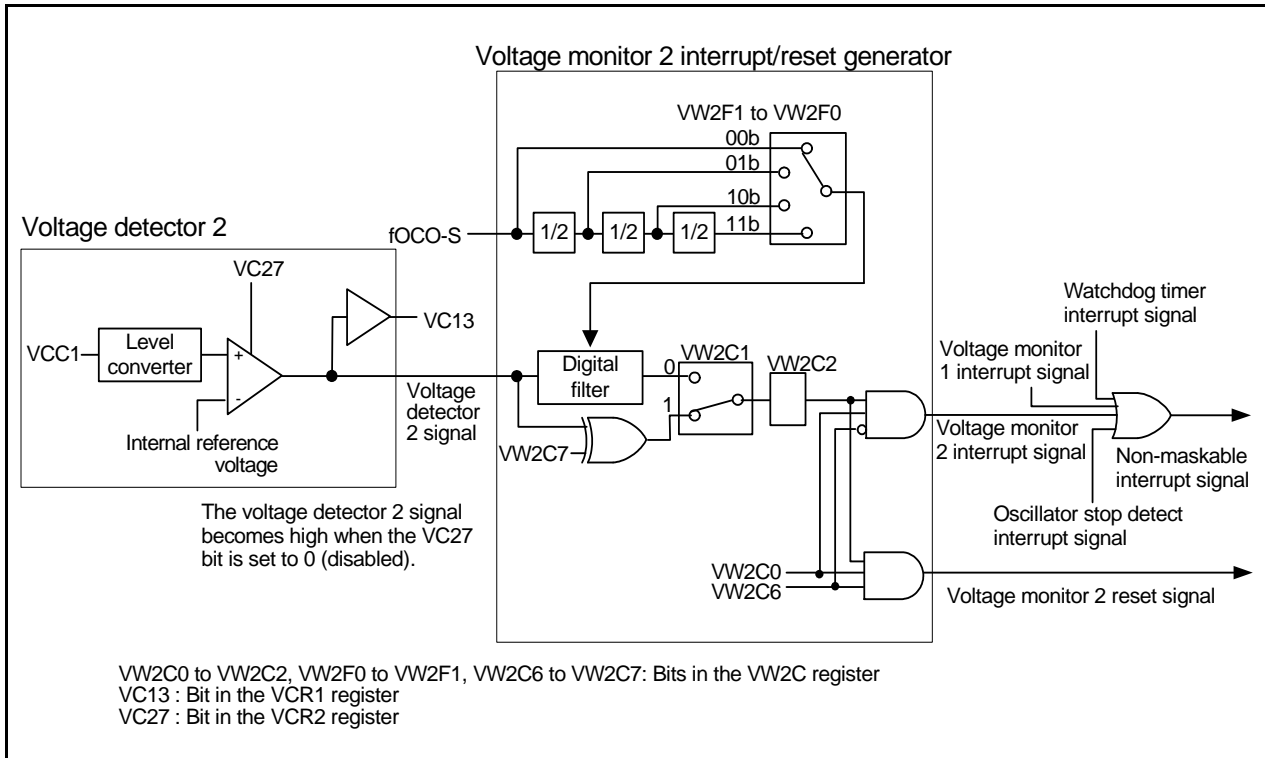 Voltage monitor 2 interrupt/reset generator
VW2F1 to VW2F0
00b
01b
10b
11b
fOCO-S
1/2
1/2
1/2
Voltage detector 2
VC27
VC13
VCC1
Level
converter
+
-
Internal reference
voltage
Voltage
detector
2 signal
The voltage detector 2 signal
becomes high when the VC27
bit is set to 0 (disabled).
Digital
filter
VW2C1
0
1
VW2C2
VW2C7
VW2C0
VW2C6
Watchdog timer
interrupt signal
Voltage monitor
1 interrupt signal
Voltage monitor
2 interrupt signal
Non-maskable
interrupt signal
Oscillator stop detect
interrupt signal
Voltage monitor 2 reset signal
VW2C0 to VW2C2, VW2F0 to VW2F1, VW2C6 to VW2C7: Bits in the VW2C register
VC13 : Bit in the VCR1 register
VC27 : Bit in the VCR2 register